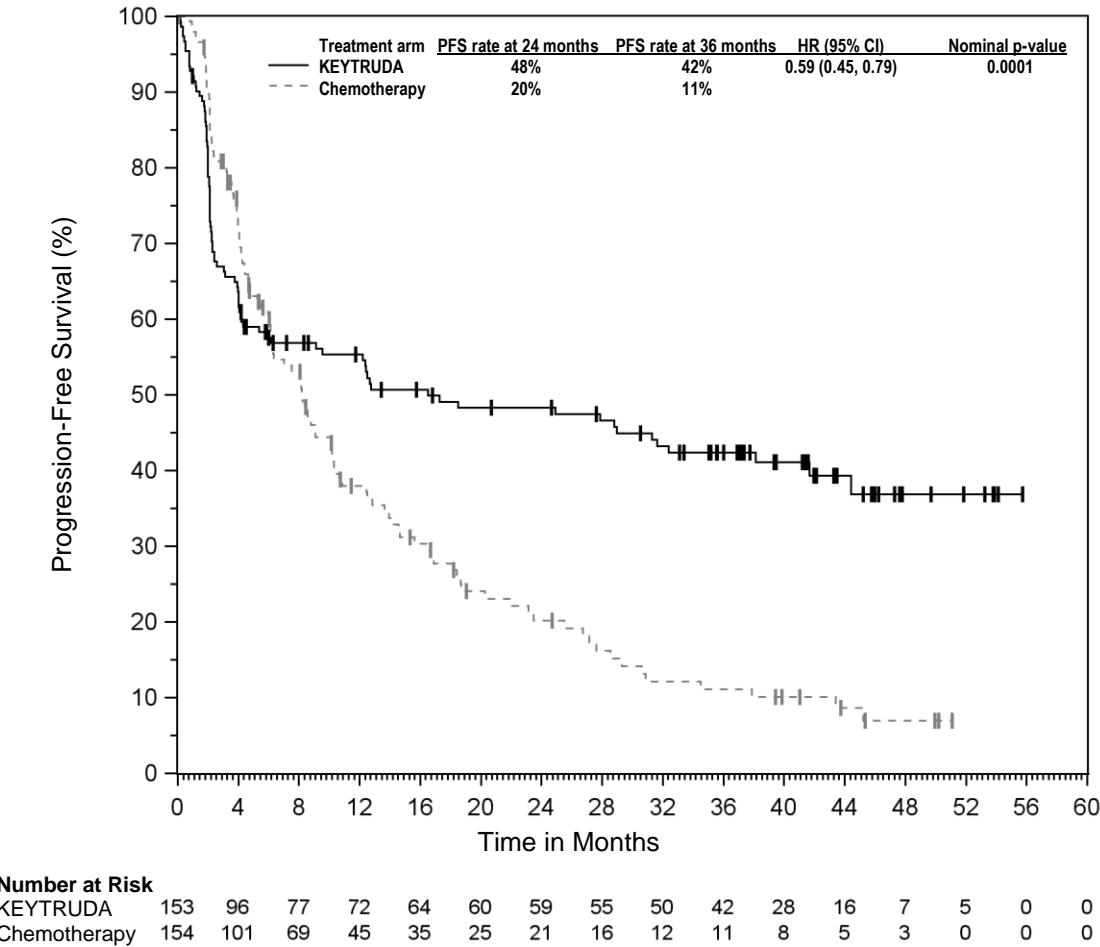 100
Treatment arm PFS rate at 24 months PFS rate at 36 months HR (95% CI) Nominal p-value
KEYTRUDA 48% 42% 0.59 (0.45, 0.79) 0.0001
Chemotherapy 20% 11%
90
80
70
60
50
40
30
20
10
0
Progression-Free Survival (%)
0 4 8 12 16 20 24 28 32 36 40 44 48 52 56 60
Time in Months
Number at Risk
KEYTRUDA 153 96 77 72 64 60 59 55 50 42 28 16 7 5 0 0
Chemotherapy 154 101 69 45 35 25 21 16 12 11 8 5 3 0 0 0